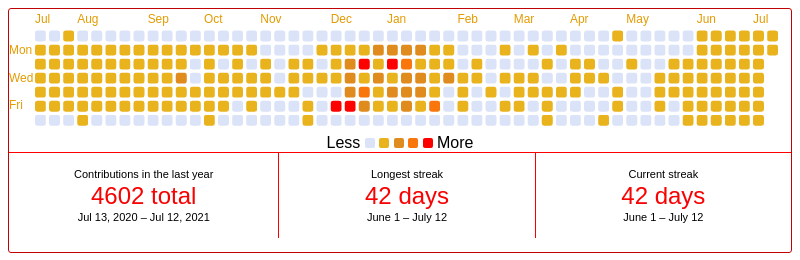 Jul Aug Sep Oct Nov Dec Jan Feb Mar Apr May Jun Jul
Mon
Wed
Fri
Less More
Contributions in the last year
4602 total
Jul 13, 2020 – Jul 12, 2021
Longest streak
42 days
June 1 – July 12
Current streak
42 days
June 1 – July 12